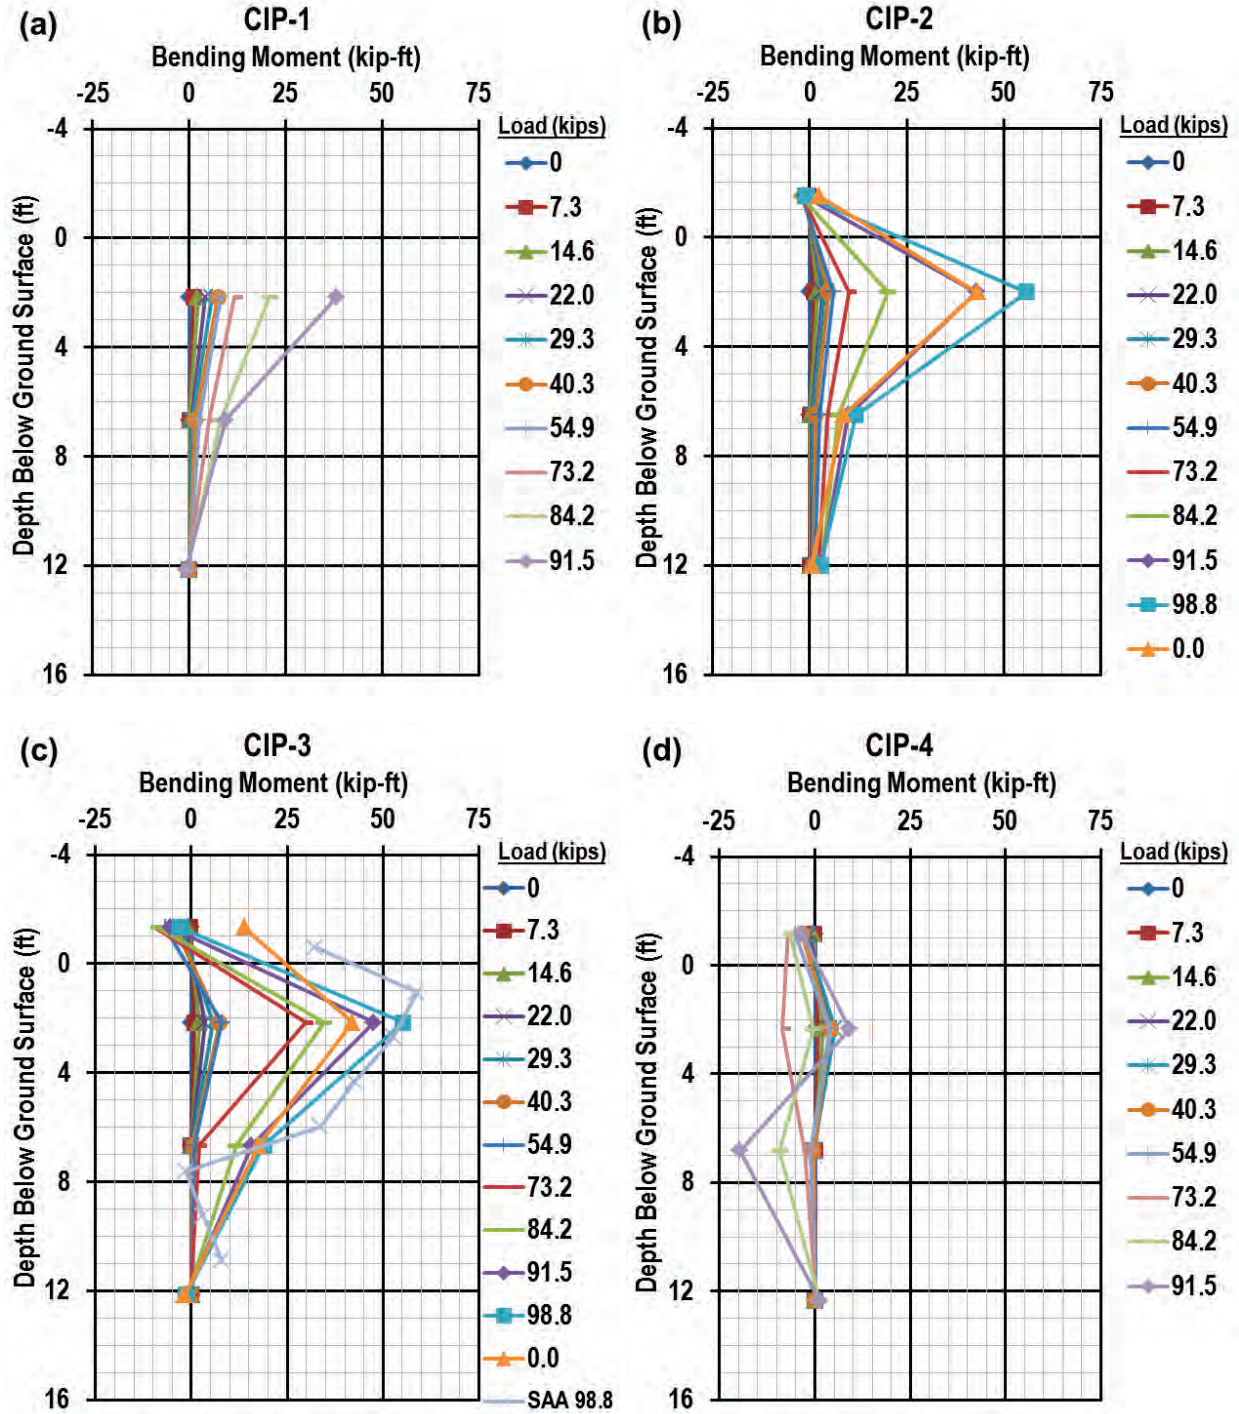 (a)
CIP-1
Bending Moment (kip-ft)
-25 0 25 50 75
-4
0
4
8
12
16
Depth Below Ground Surface (ft)
Load (kips)
0
7.3
14.6
22.0
29.3
40.3
54.9
73.2
84.2
91.5
(b)
CIP-2
Bending Moment (kip-ft)
-25 0 25 50 75
-4
0
4
8
12
16
Depth Below Ground Surface (ft)
Load (kips)
0
7.3
14.6
22.0
29.3
40.3
54.9
73.2
84.2
91.5
98.8
0.0
(c)
CIP-3
Bending Moment (kip-ft)
-25 0 25 50 75
-4
0
4
8
12
16
Depth Below Ground Surface (ft)
Load (kips)
0
7.3
14.6
22.0
29.3
40.3
54.9
73.2
84.2
91.5
98.8
0.0
SAA 98.8
(d)
CIP-4
Bending Moment (kip-ft)
-25 0 25 50 75
-4
0
4
8
12
16
Depth Below Ground Surface (ft)
Load (kips)
0
7.3
14.6
22.0
29.3
40.3
54.9
73.2
84.2
91.5